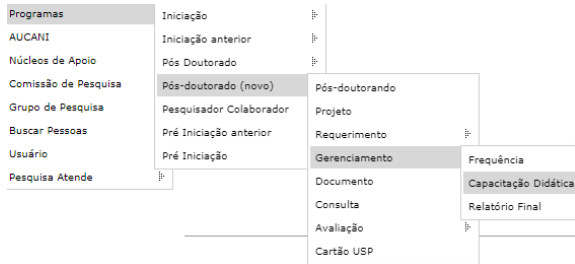 Programas
AUCANI
Núcleos de Apoio
Comissão de Pesquisa
Grupo de Pesquisa
Buscar Pessoas
Usuário
Pesquisa Atende
Iniciação
Iniciação anterior
Pós Doutorado
Pós-doutorado (novo)
Pesquisador Colaborador
Pré Iniciação anterior
Pré Iniciação
Pós-doutorando
Projeto
Requerimento
Gerenciamento
Documento
Consulta
Avaliação
Cartão USP
Frequência
Capacitação Didática
Relatório Final